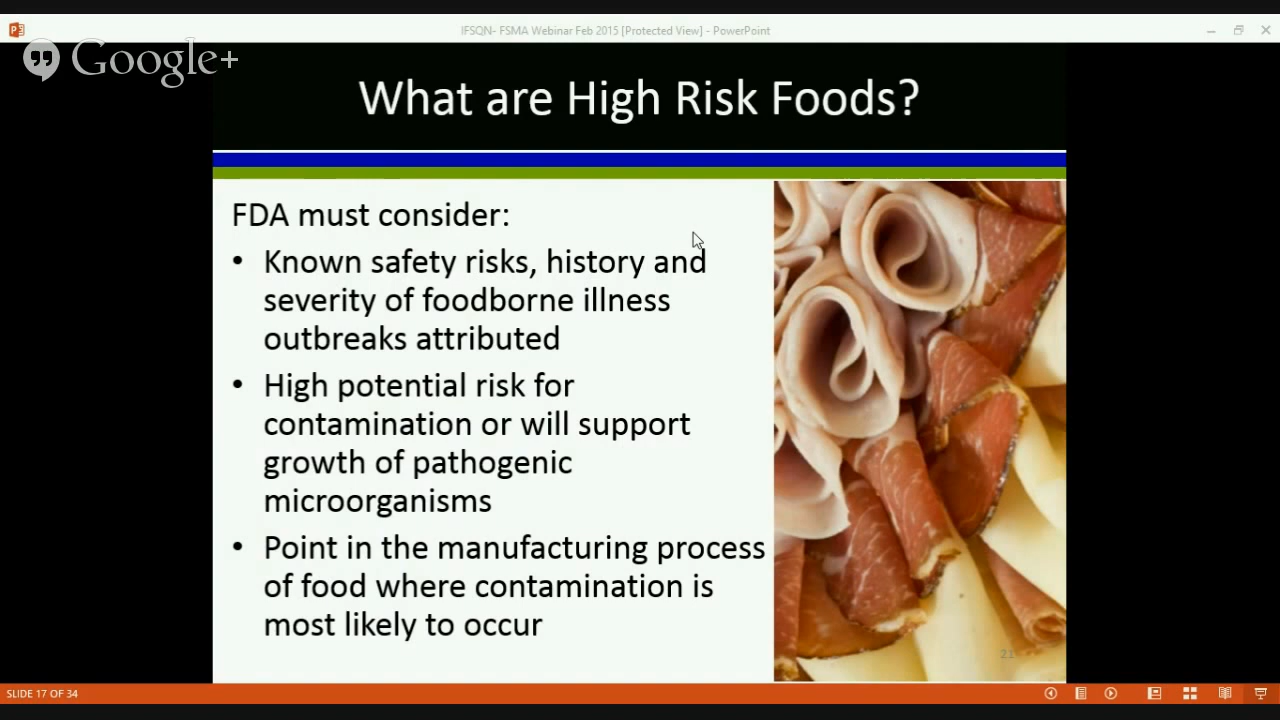 IFSQN- FSMA Webinar Feb 2015 [Protected View] - PowerPoint
Google+
What are High Risk Foods?
FDA must consider:
• Known safety risks, history and
severity of foodborne illness
outbreaks attributed
• High potential risk for
contamination or will support
growth of pathogenic
microorganisms
• Point in the manufacturing process
of food where contamination is
most likely to occur
21
SLIDE 17 OF 34